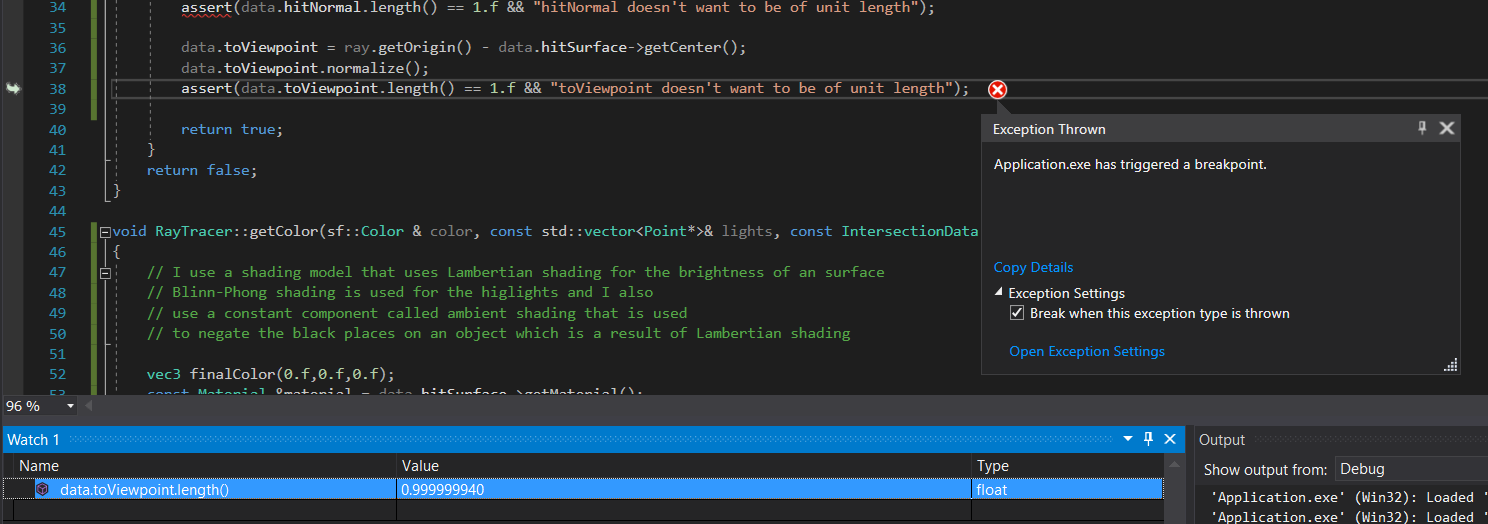 34 assert(data.hitNormal.length() == 1.f && "hitNormal doesn't want to be of unit length");
35
36 data.toViewpoint = ray.getOrigin() - data.hitSurface->getCenter();
37 data.toViewpoint.normalize();
38 assert(data.toViewpoint.length() == 1.f && "toViewpoint doesn't want to be of unit length");
39
40 return true;
41 }
42 return false;
43 }
44
45 void RayTracer::getColor(sf::Color & color, const std::vector<Point*>& lights, const IntersectionData
46 {
47 // I use a shading model that uses Lambertian shading for the brightness of an surface
48 // Blinn-Phong shading is used for the higlights and I also
49 // use a constant component called ambient shading that is used
50 // to negate the black places on an object which is a result of Lambertian shading
51
52 vec3 finalColor(0.f,0.f,0.f);
53 const Material &material = data.hitSurface->getMaterial();
Exception Thrown
Application.exe has triggered a breakpoint.
Copy Details
Exception Settings
Break when this exception type is thrown
Open Exception Settings
96 %
Watch 1
Name Value Type
data.toViewpoint.length() 0.999999940 float
Output
Show output from: Debug
'Application.exe' (Win32): Loaded '
'Application.exe' (Win32): Loaded '